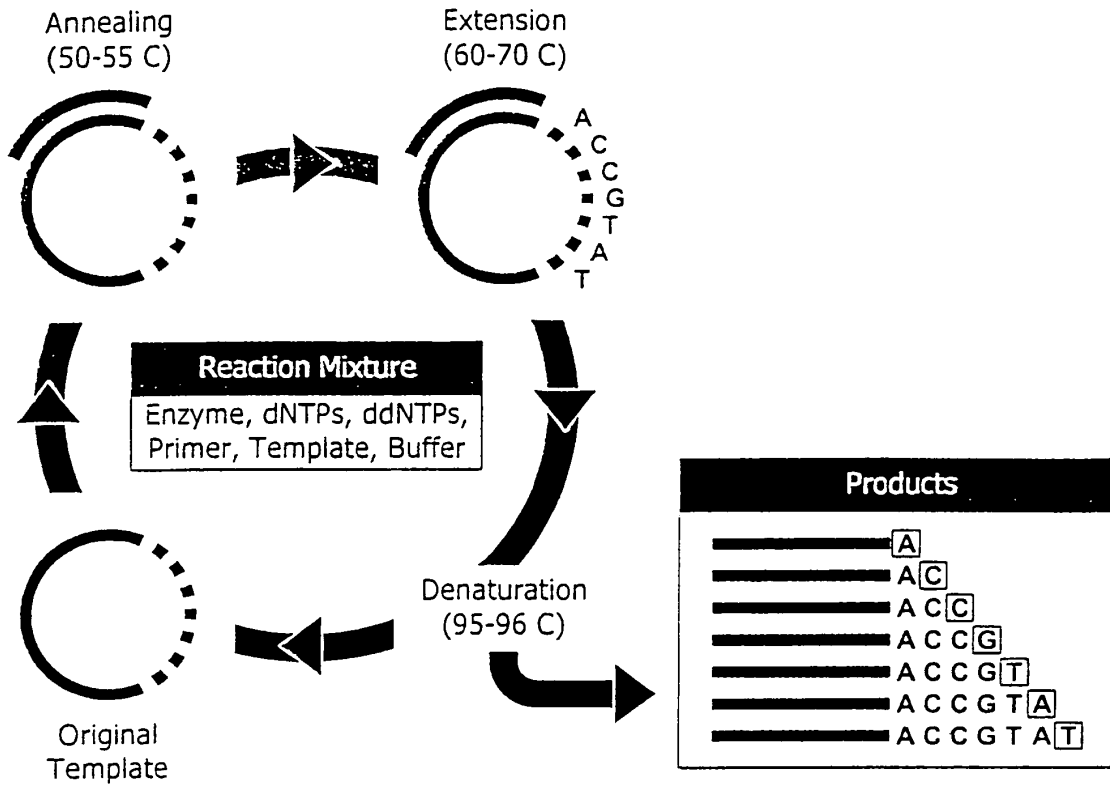 Annealing
(50-55 C)
Extension
(60-70 C)
A
C
C
G
T
A
T
Reaction Mixture
Enzyme, dNTPs, ddNTPs,
Primer, Template, Buffer
Denaturation
(95-96 C)
Original
Template
Products
A
A C
A C C
A C C G
A C C G T
A C C G T A
A C C G T A T